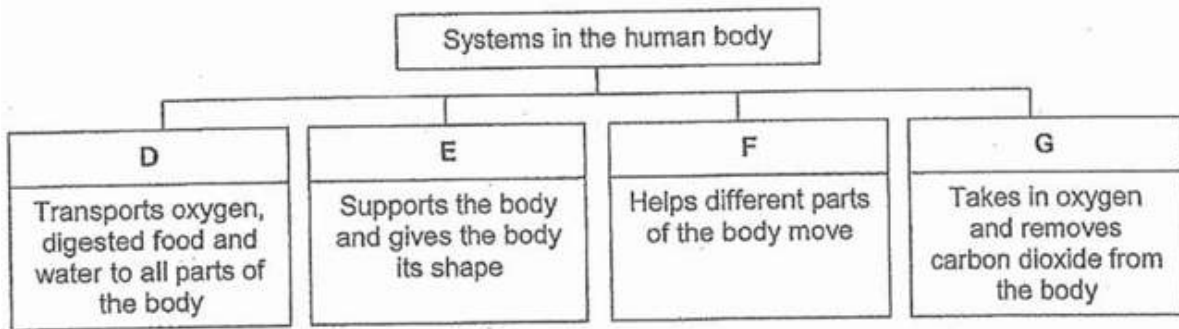 Systems in the human body
D
Transports oxygen,
digested food and
water to all parts of
the body
E
Supports the body
and gives the body
its shape
F
Helps different parts
of the body move
G
Takes in oxygen
and removes
carbon dioxide from
the body